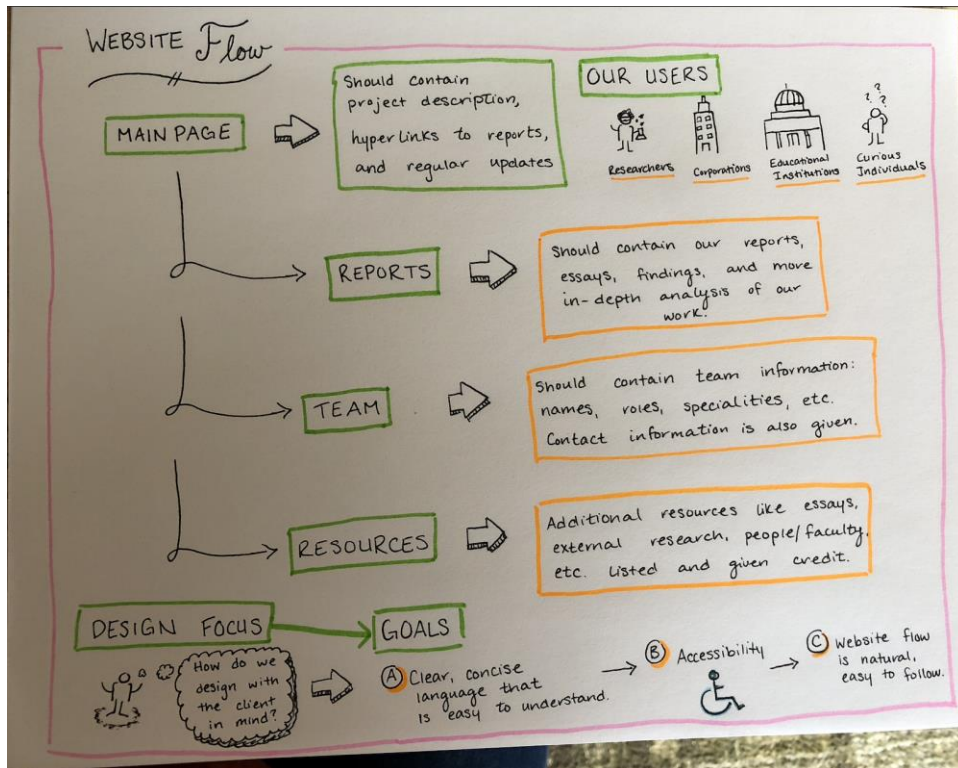 WEBSITE Flow
MAIN PAGE
Should contain
project description,
hyperlinks to reports,
and regular updates
OUR USERS
Researchers
Corporations
Educational
Institutions
Curious
Individuals
? ? ?
REPORTS
Should contain our reports,
essays, findings, and more
in-depth analysis of our
work.
TEAM
Should contain team information:
names, roles, specialities, etc.
Contact information is also given.
RESOURCES
Additional resources like essays,
external research, people/faculty,
etc. listed and given credit.
DESIGN FOCUS
GOALS
How do we
design with
the client
in mind?
A Clear, concise
language that
is easy to understand.
B Accessibility
C Website flow
is natural,
easy to follow.